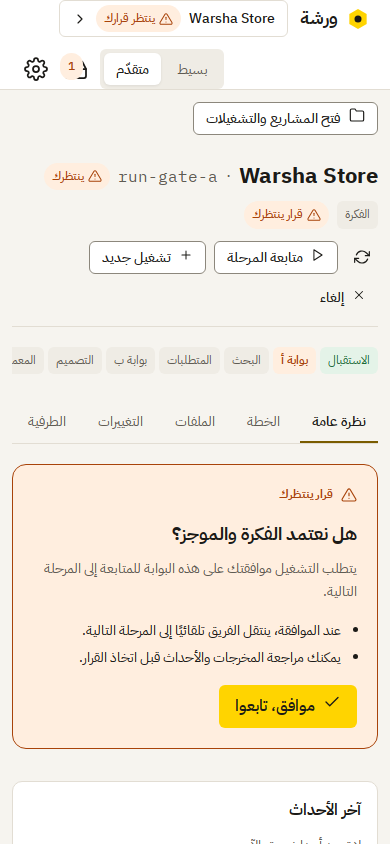 ورشة
Warsha Store ينتظر قرارك
بسيط متقدّم 1
فتح المشاريع والتشغيلات
Warsha Store · run-gate-a ينتظرك
الفكرة قرار ينتظرك
متابعة المرحلة تشغيل جديد
إلغاء
الاستقبال بوابة أ البحث المتطلبات بوابة ب التصميم المعم
نظرة عامة الخطة الملفات التغييرات الطرفية
قرار ينتظرك
هل نعتمد الفكرة والموجز؟
يتطلب التشغيل موافقتك على هذه البوابة للمتابعة إلى المرحلة
التالية.
• عند الموافقة، ينتقل الفريق تلقائيًا إلى المرحلة التالية.
• يمكنك مراجعة المخرجات والأحداث قبل اتخاذ القرار.
موافق، تابعوا
آخر الأحداث